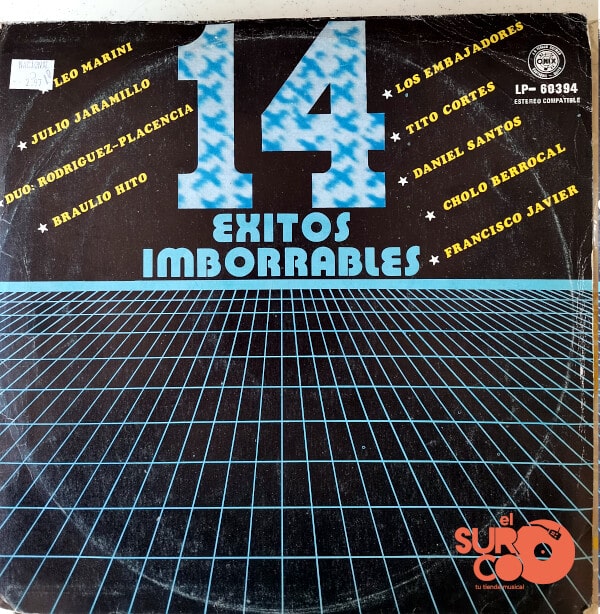 14
EXITOS
IMBORRABLES
LEO MARINI
JULIO JARAMILLO
DUO: RODRIGUEZ-PLACENCIA
BRAULIO HITO
LOS EMBAJADORES
TITO CORTES
DANIEL SANTOS
CHOLO BERROCAL
FRANCISCO JAVIER
ONIX
LP- 60394
ESTEREO COMPATIBLE
el
SURCO
tu tienda musical